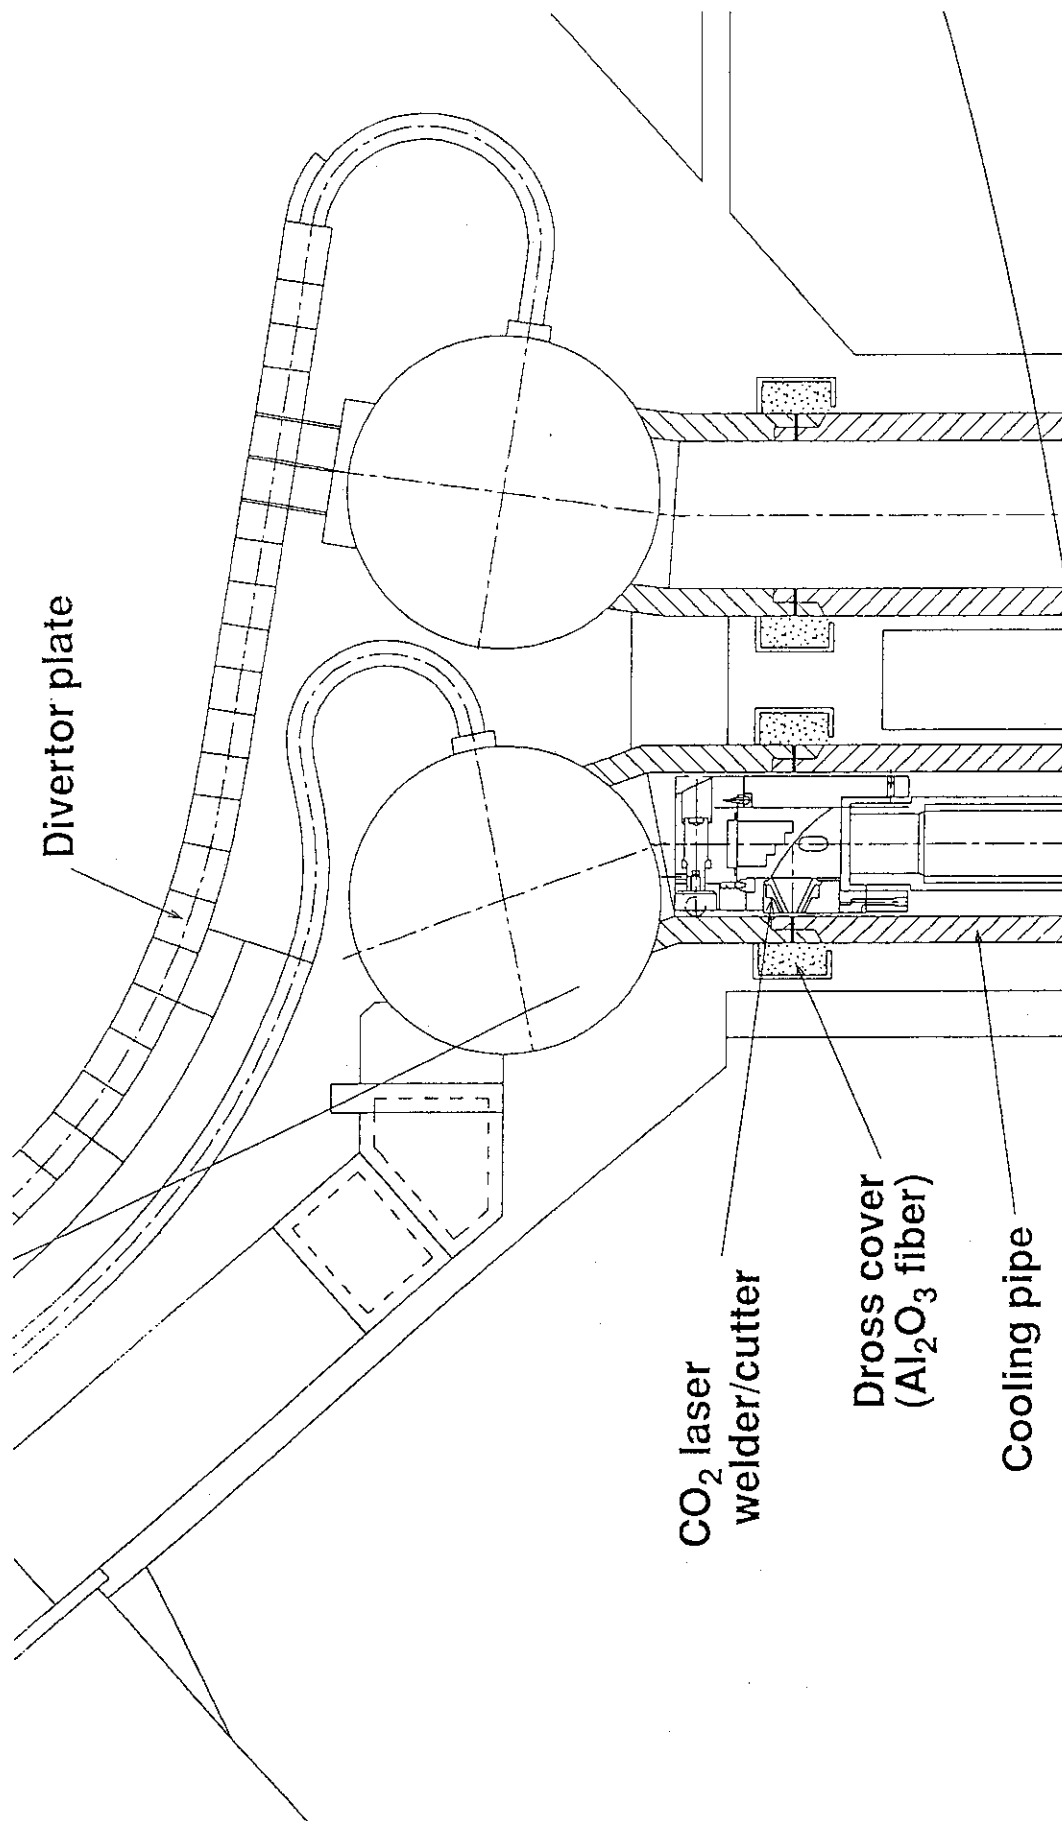 Divertor plate
CO₂ laser
welder/cutter
Dross cover
(Al₂O₃ fiber)
Cooling pipe